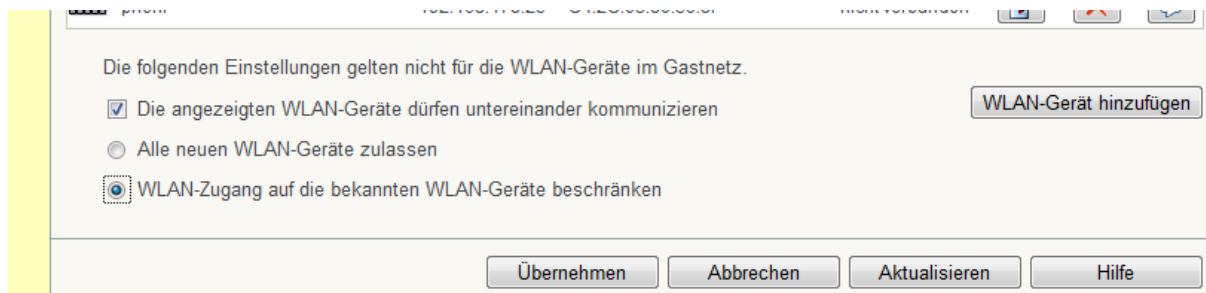 Die folgenden Einstellungen gelten nicht für die WLAN-Geräte im Gastnetz.
Die angezeigten WLAN-Geräte dürfen untereinander kommunizieren
WLAN-Gerät hinzufügen
Alle neuen WLAN-Geräte zulassen
WLAN-Zugang auf die bekannten WLAN-Geräte beschränken
Übernehmen Abbrechen Aktualisieren Hilfe